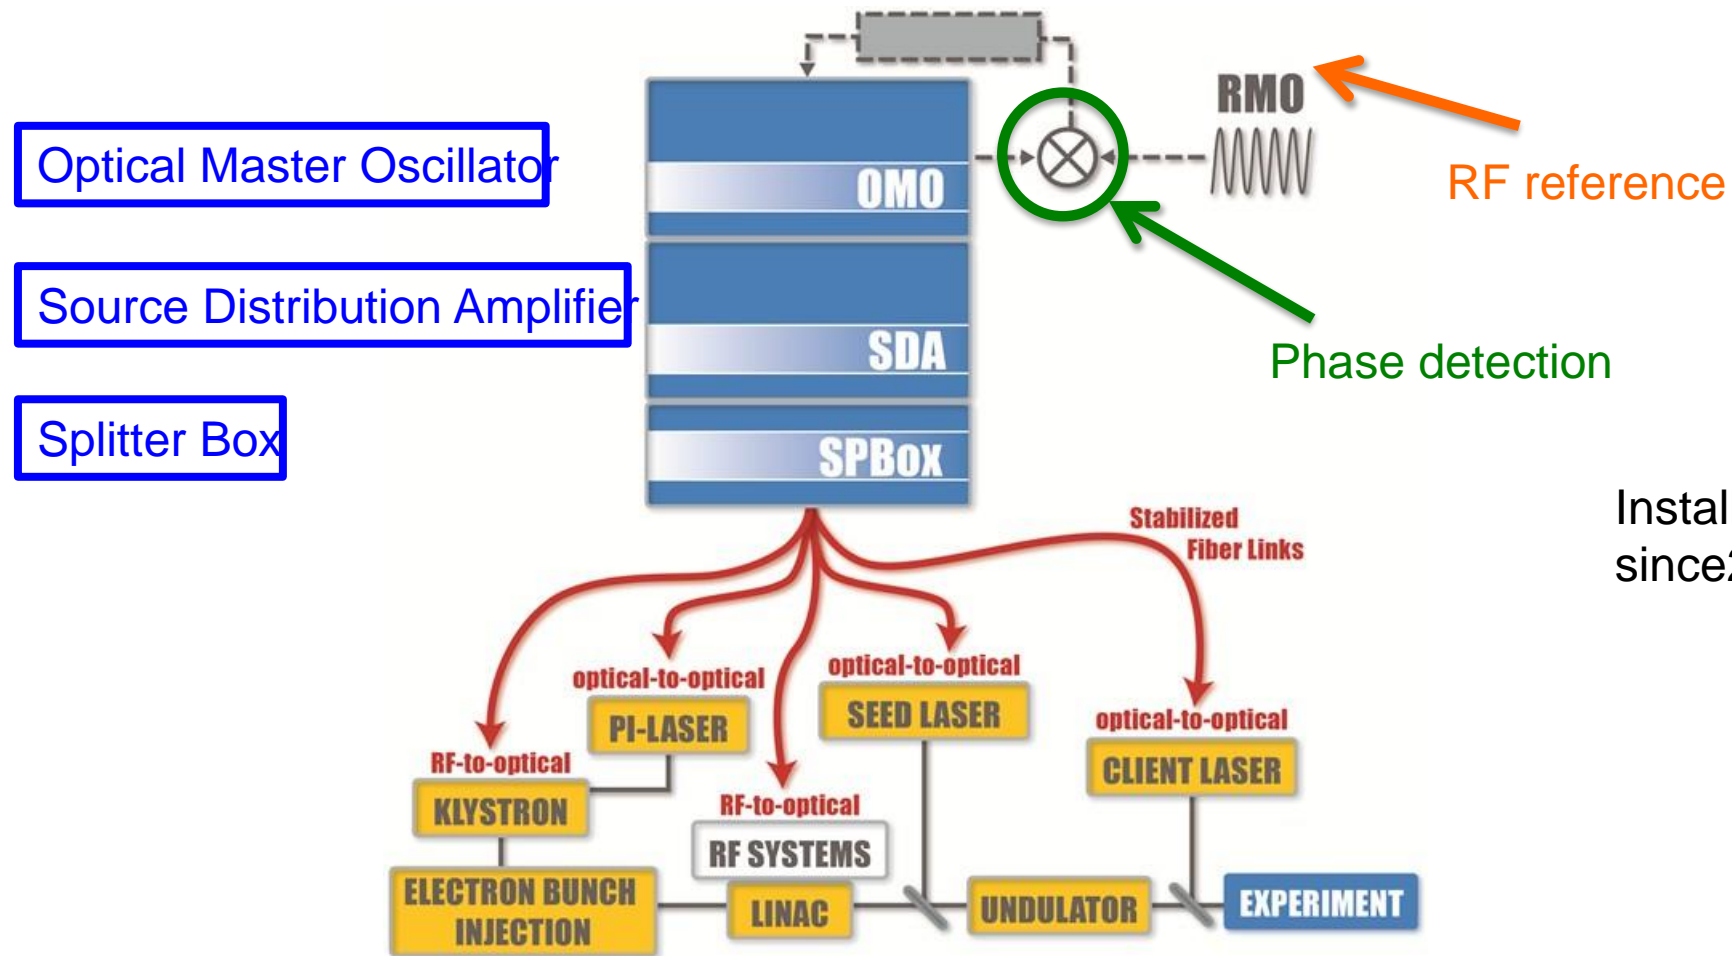 RMO
Optical Master Oscillator
OMO
RF reference
Source Distribution Amplifier
SDA
Phase detection
Splitter Box
SPBox
Stabilized
Fiber Links
optical-to-optical
PI-LASER
optical-to-optical
SEED LASER
optical-to-optical
CLIENT LASER
RF-to-optical
KLYSTRON
RF-to-optical
RF SYSTEMS
ELECTRON BUNCH
INJECTION
LINAC
UNDULATOR
EXPERIMENT